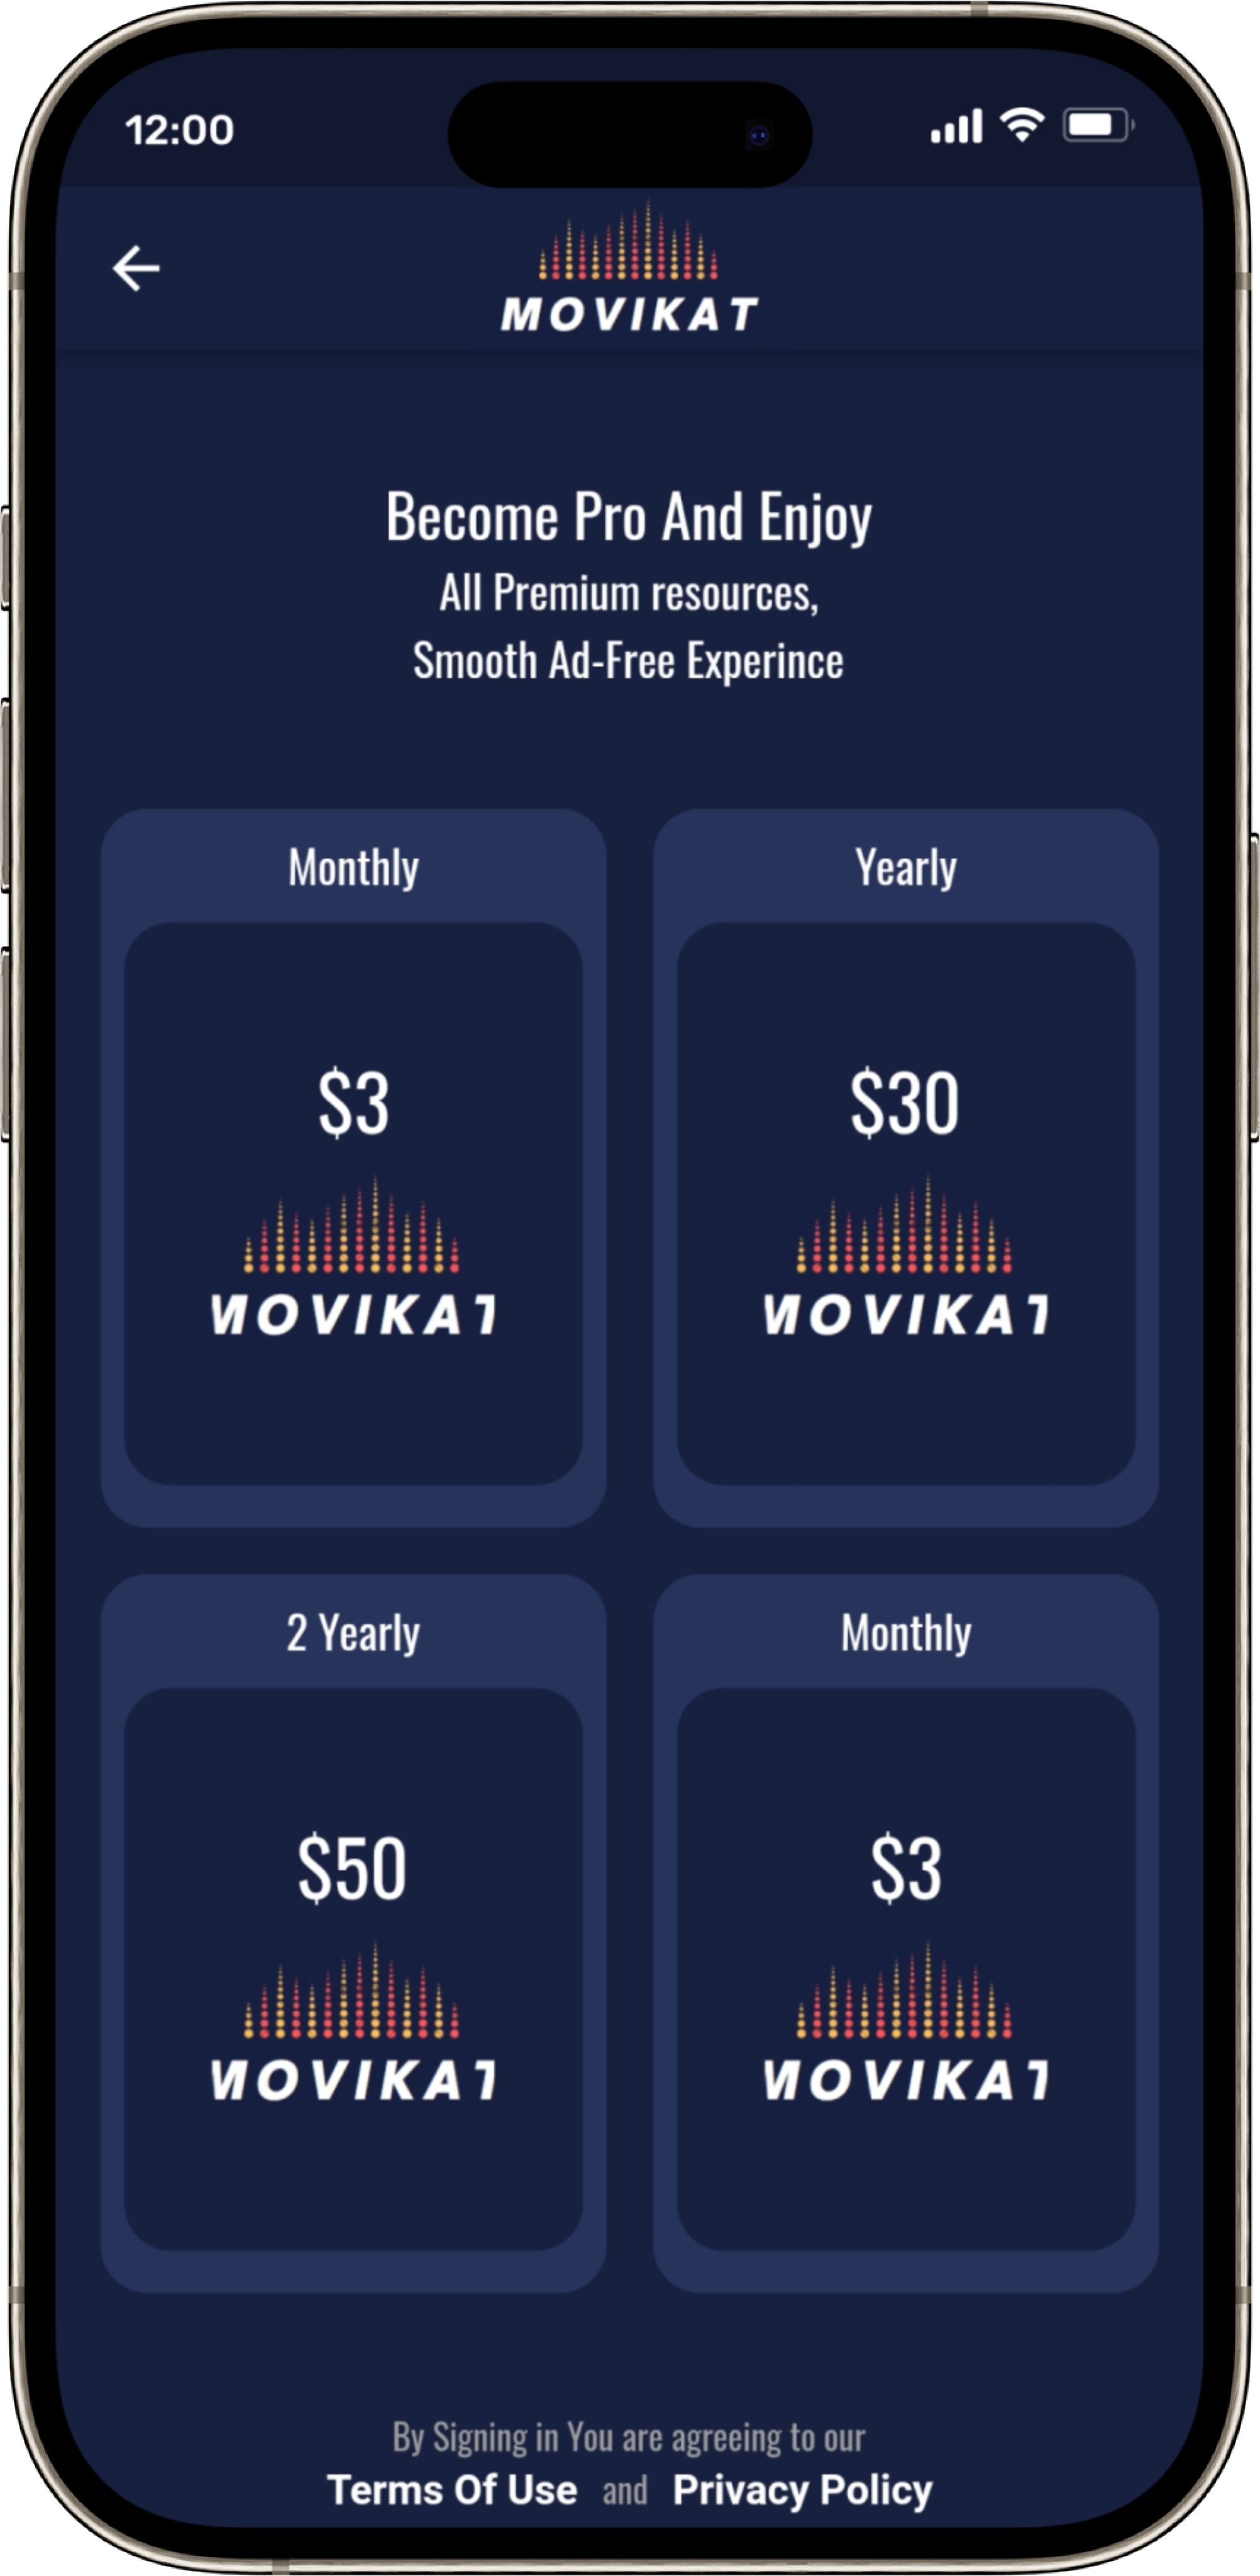 12:00
MOVIKAT
Become Pro And Enjoy
All Premium resources,
Smooth Ad-Free Experince
Monthly
$3
MOVIKAT
Yearly
$30
MOVIKAT
2 Yearly
$50
MOVIKAT
Monthly
$3
MOVIKAT
By Signing in You are agreeing to our
Terms Of Use and Privacy Policy